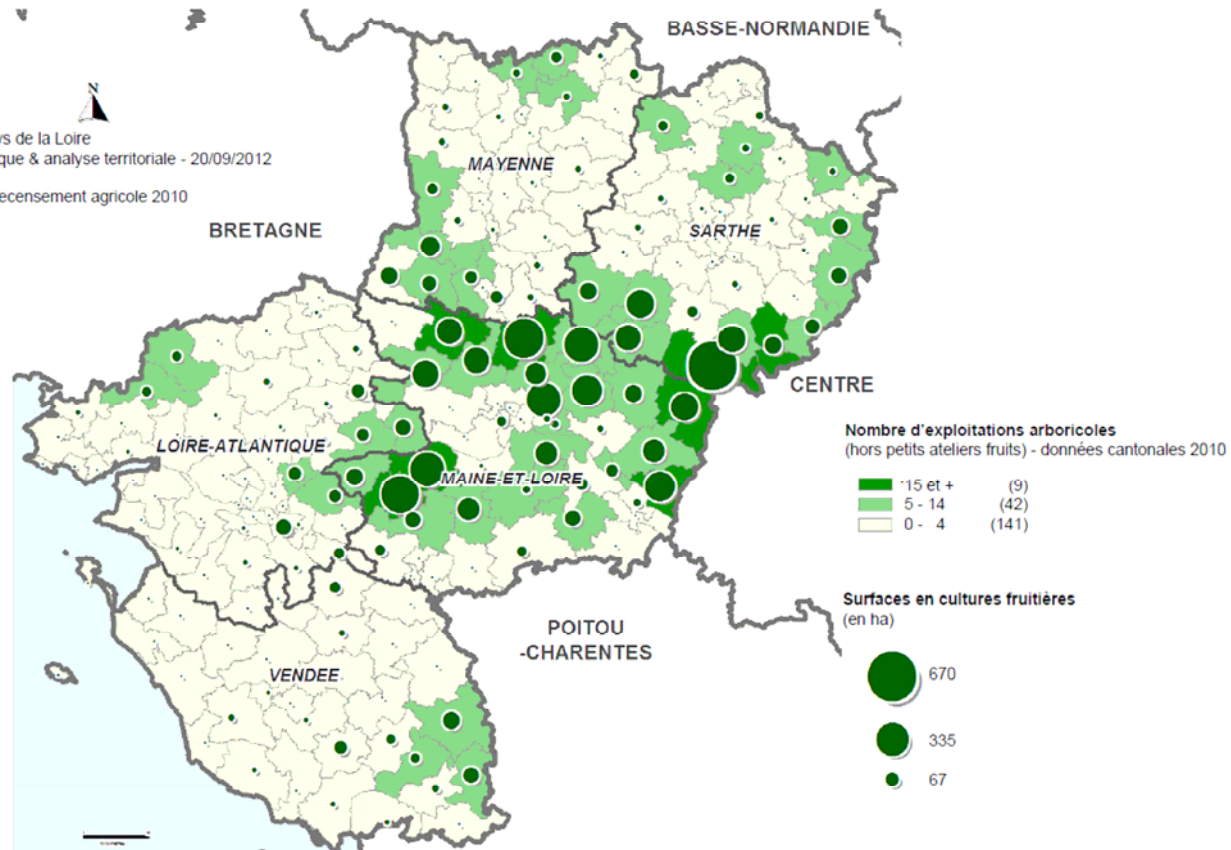 BASSE-NORMANDIE
N
ys de la Loire
que & analyse territoriale - 20/09/2012
ecensement agricole 2010
MAYENNE
BRETAGNE
SARTHE
CENTRE
LOIRE-ATLANTIQUE
MAINE-ET-LOIRE
Nombre d'exploitations arboricoles
(hors petits ateliers fruits) - données cantonales 2010
15 et + (9)
5 - 14 (42)
0 - 4 (141)
Surfaces en cultures fruitières
(en ha)
670
335
67
POITOU
-CHARENTES
VENDEE